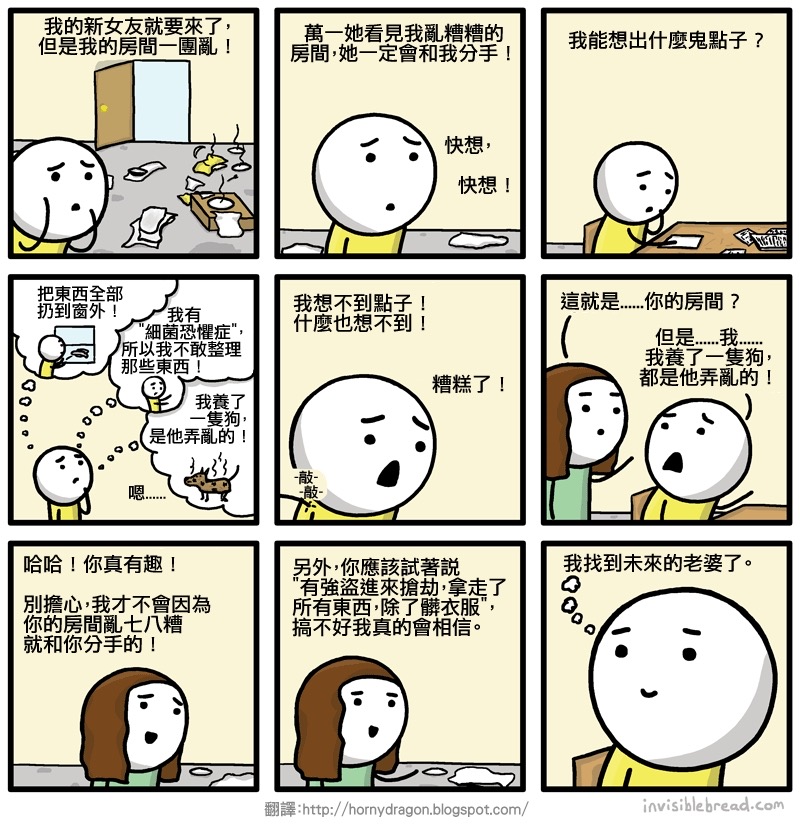 我的新女友就要來了，
但是我的房間一團亂！
萬一她看見我亂糟糟的
房間，她一定會和我分手！
快想，
快想！
我能想出什麼鬼點子？
把東西全部
扔到窗外！
我有
"細菌恐懼症"，
所以我不敢整理
那些東西！
我養了
一隻狗，
是他弄亂的！
嗯......
我想不到點子！
什麼也想不到！
糟糕了！
-敲-
-敲-
這就是......你的房間？
但是......我......
我養了一隻狗，
都是他弄亂的！
哈哈！你真有趣！
別擔心，我才不會因為
你的房間亂七八糟
就和你分手的！
另外，你應該試著説
"有強盜進來搶劫，拿走了
所有東西，除了髒衣服"，
搞不好我真的會相信。
我找到未來的老婆了。
翻譯:http://hornydragon.blogspot.com/
invisiblebread.com